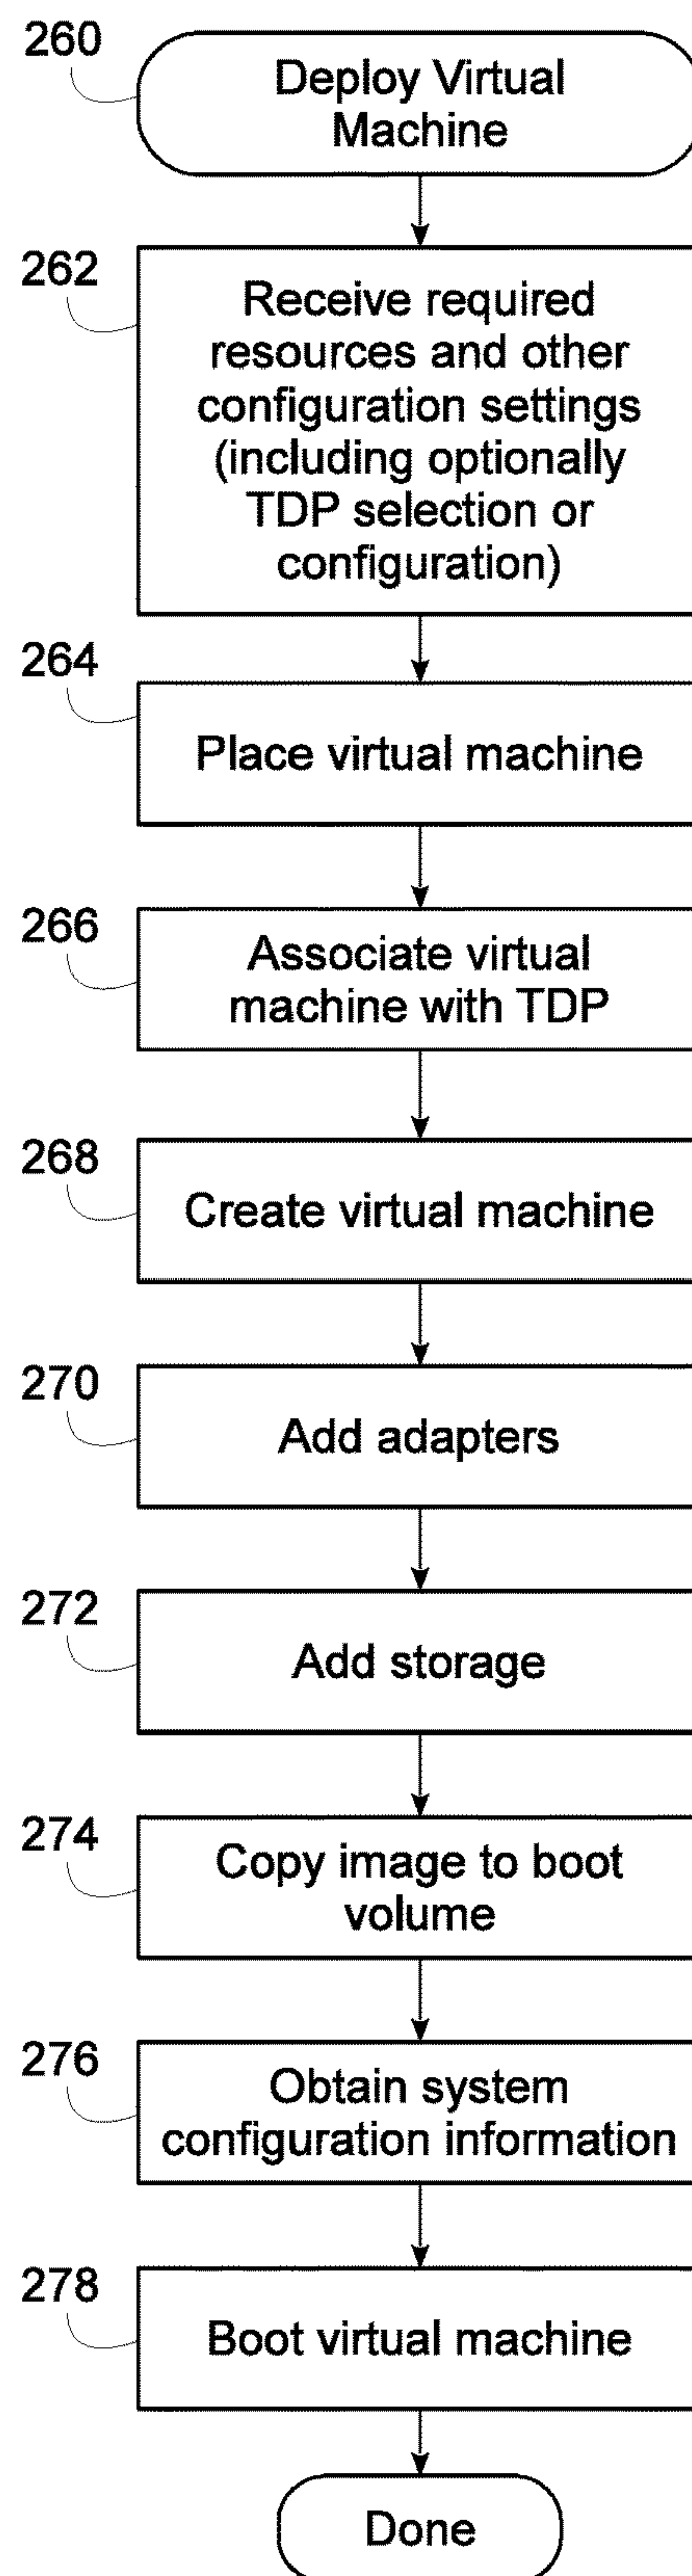 260
Deploy Virtual
Machine
262
Receive required
resources and other
configuration settings
(including optionally
TDP selection or
configuration)
264
Place virtual machine
266
Associate virtual
machine with TDP
268
Create virtual machine
270
Add adapters
272
Add storage
274
Copy image to boot
volume
276
Obtain system
configuration information
278
Boot virtual machine
Done